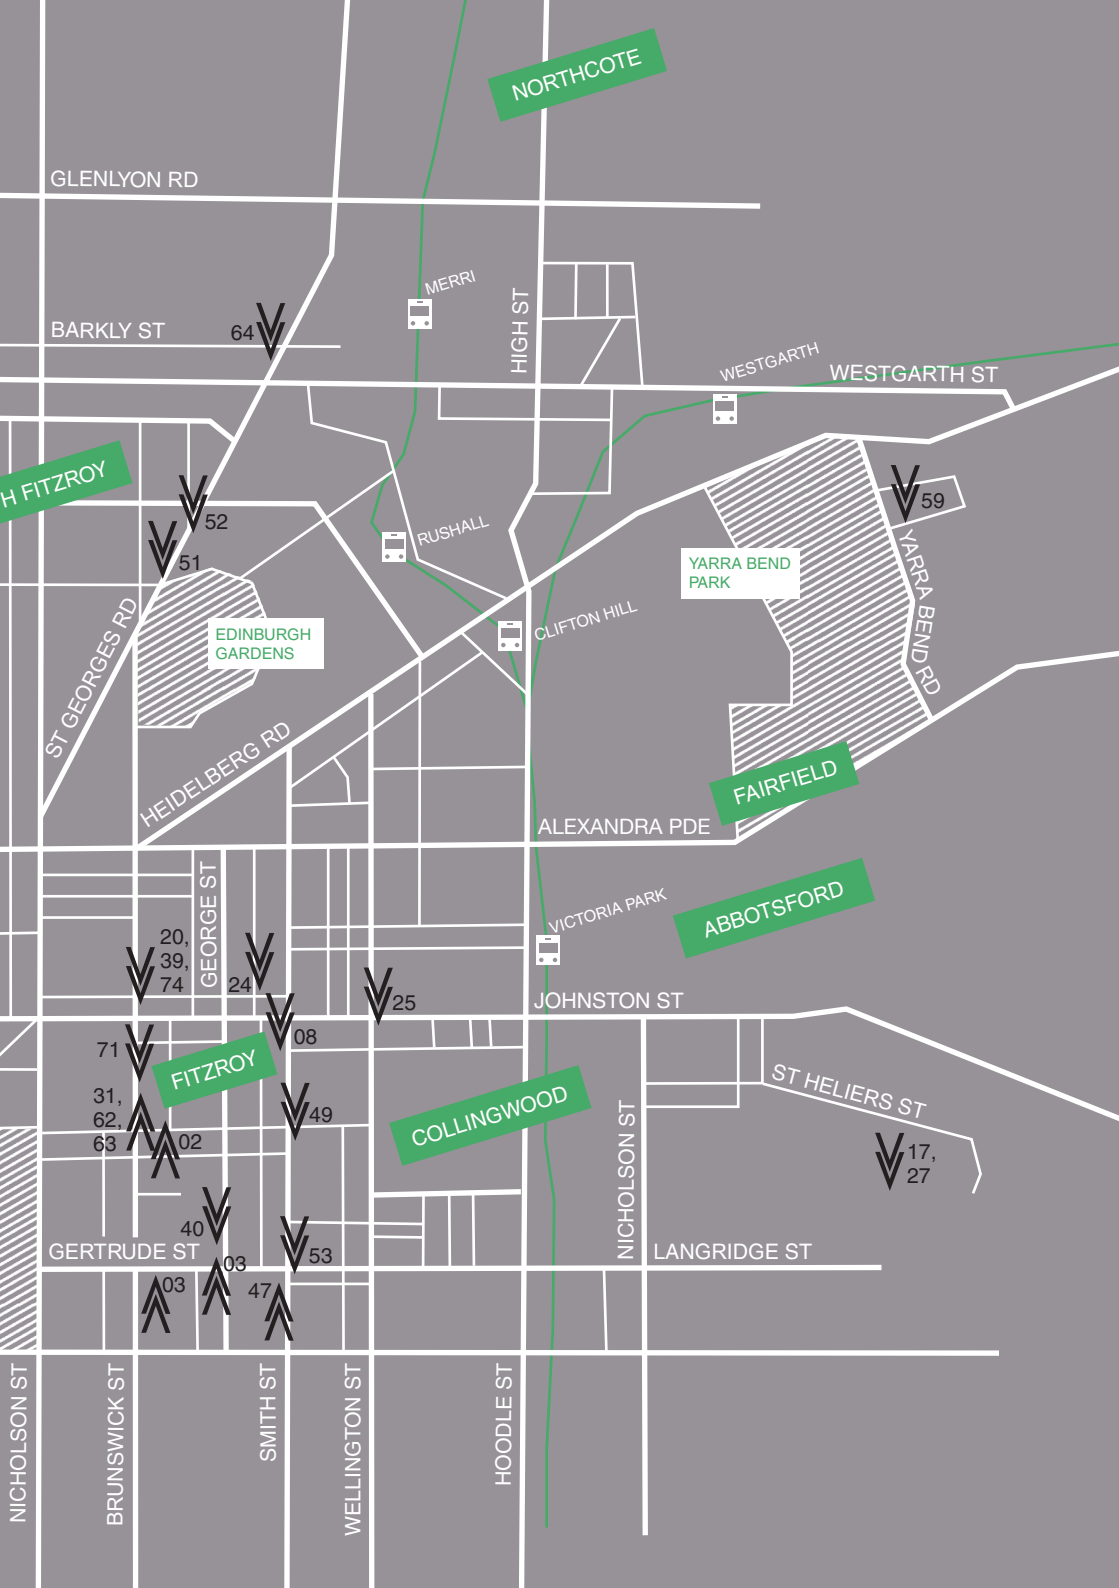 NORTHCOTE
GLENLYON RD
MERRI
BARKLY ST
64
HIGH ST
WESTGARTH
WESTGARTH ST
H FITZROY
52
51
59
RUSHALL
YARRA BEND
PARK
YARRA BEND RD
CLIFTON HILL
EDINBURGH
GARDENS
ST GEORGES RD
HEIDELBERG RD
FAIRFIELD
ALEXANDRA PDE
GEORGE ST
VICTORIA PARK
ABBOTSFORD
20,
39,
74
24
25
JOHNSTON ST
08
71
FITZROY
31,
62,
63
02
49
COLLINGWOOD
NICHOLSON ST
ST HELIERS ST
17,
27
40
GERTRUDE ST
03
53
LANGRIDGE ST
03
47
NICHOLSON ST
BRUNSWICK ST
SMITH ST
WELLINGTON ST
HOODLE ST